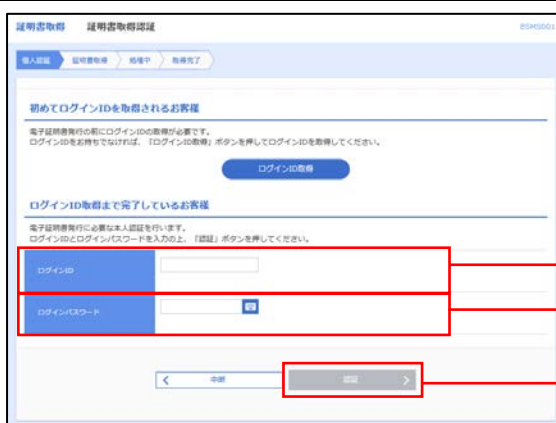 証明書取得 証明書取得認証 BSMS001
個人認証 証明書取得 処理中 取得完了
初めてログインIDを取得されるお客様
電子証明書発行の前にログインIDの取得が必要です。
ログインIDをお持ちでなければ、「ログインID取得」ボタンを押してログインIDを取得してください。
ログインID取得
ログインID取得まで完了しているお客様
電子証明書発行に必要な本人認証を行います。
ログインIDとログインパスワードを入力の上、「認証」ボタンを押してください。
ログインID
ログインパスワード
中断 認証